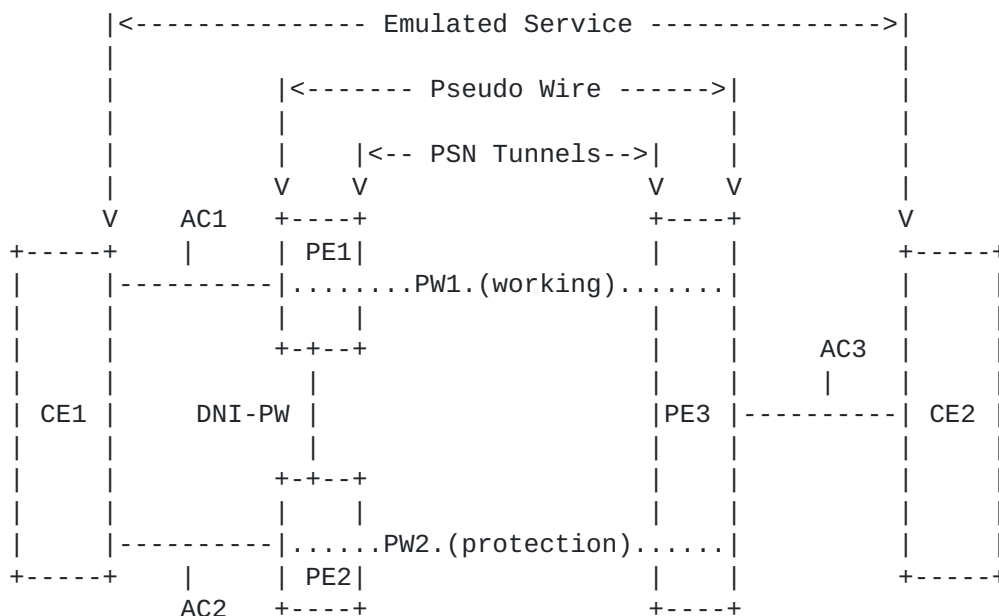 |<--------------- Emulated Service --------------->|
|                                                  |
|          |<------- Pseudo Wire ------>|          |
|          |                            |          |
|          |    |<-- PSN Tunnels-->|    |          |
|          V    V                  V    V          |
V    AC1   +----+                  +----+          V
+-----+    |     | PE1|                  |    |          +-----+
|     |----------|........PW1.(working).......|          |     |
|     |          |    |                  |    |          |     |
|     |          +-+--+                  |    |     AC3  |     |
|     |            |                     |    |     |    |     |
| CE1 |     DNI-PW |                     |PE3 |----------| CE2 |
|     |            |                     |    |          |     |
|     |          +-+--+                  |    |          |     |
|     |          |    |                  |    |          |     |
|     |----------|......PW2.(protection)......|          |     |
+-----+    |     | PE2|                  |    |          +-----+
AC2   +----+                  +----+